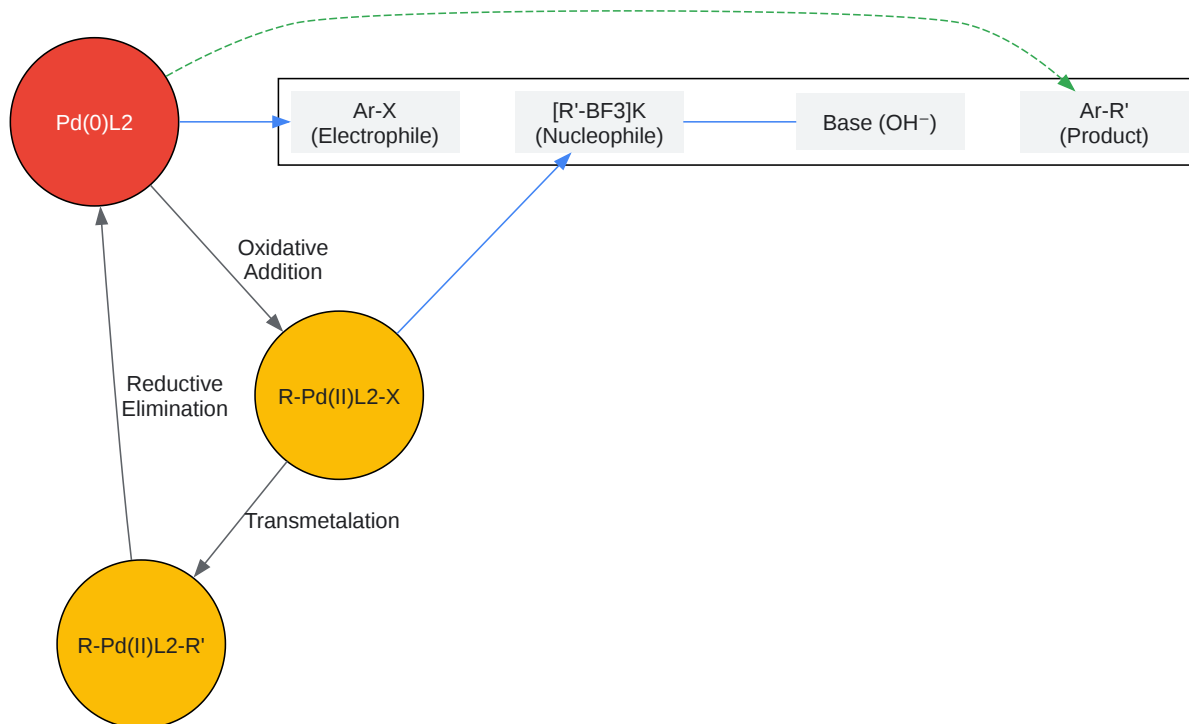 Pd(0)L2
Ar-X
(Electrophile)
[R'-BF3]K
(Nucleophile)
Base (OH⁻)
Ar-R'
(Product)
Oxidative
Addition
Reductive
Elimination
R-Pd(II)L2-X
Transmetalation
R-Pd(II)L2-R'